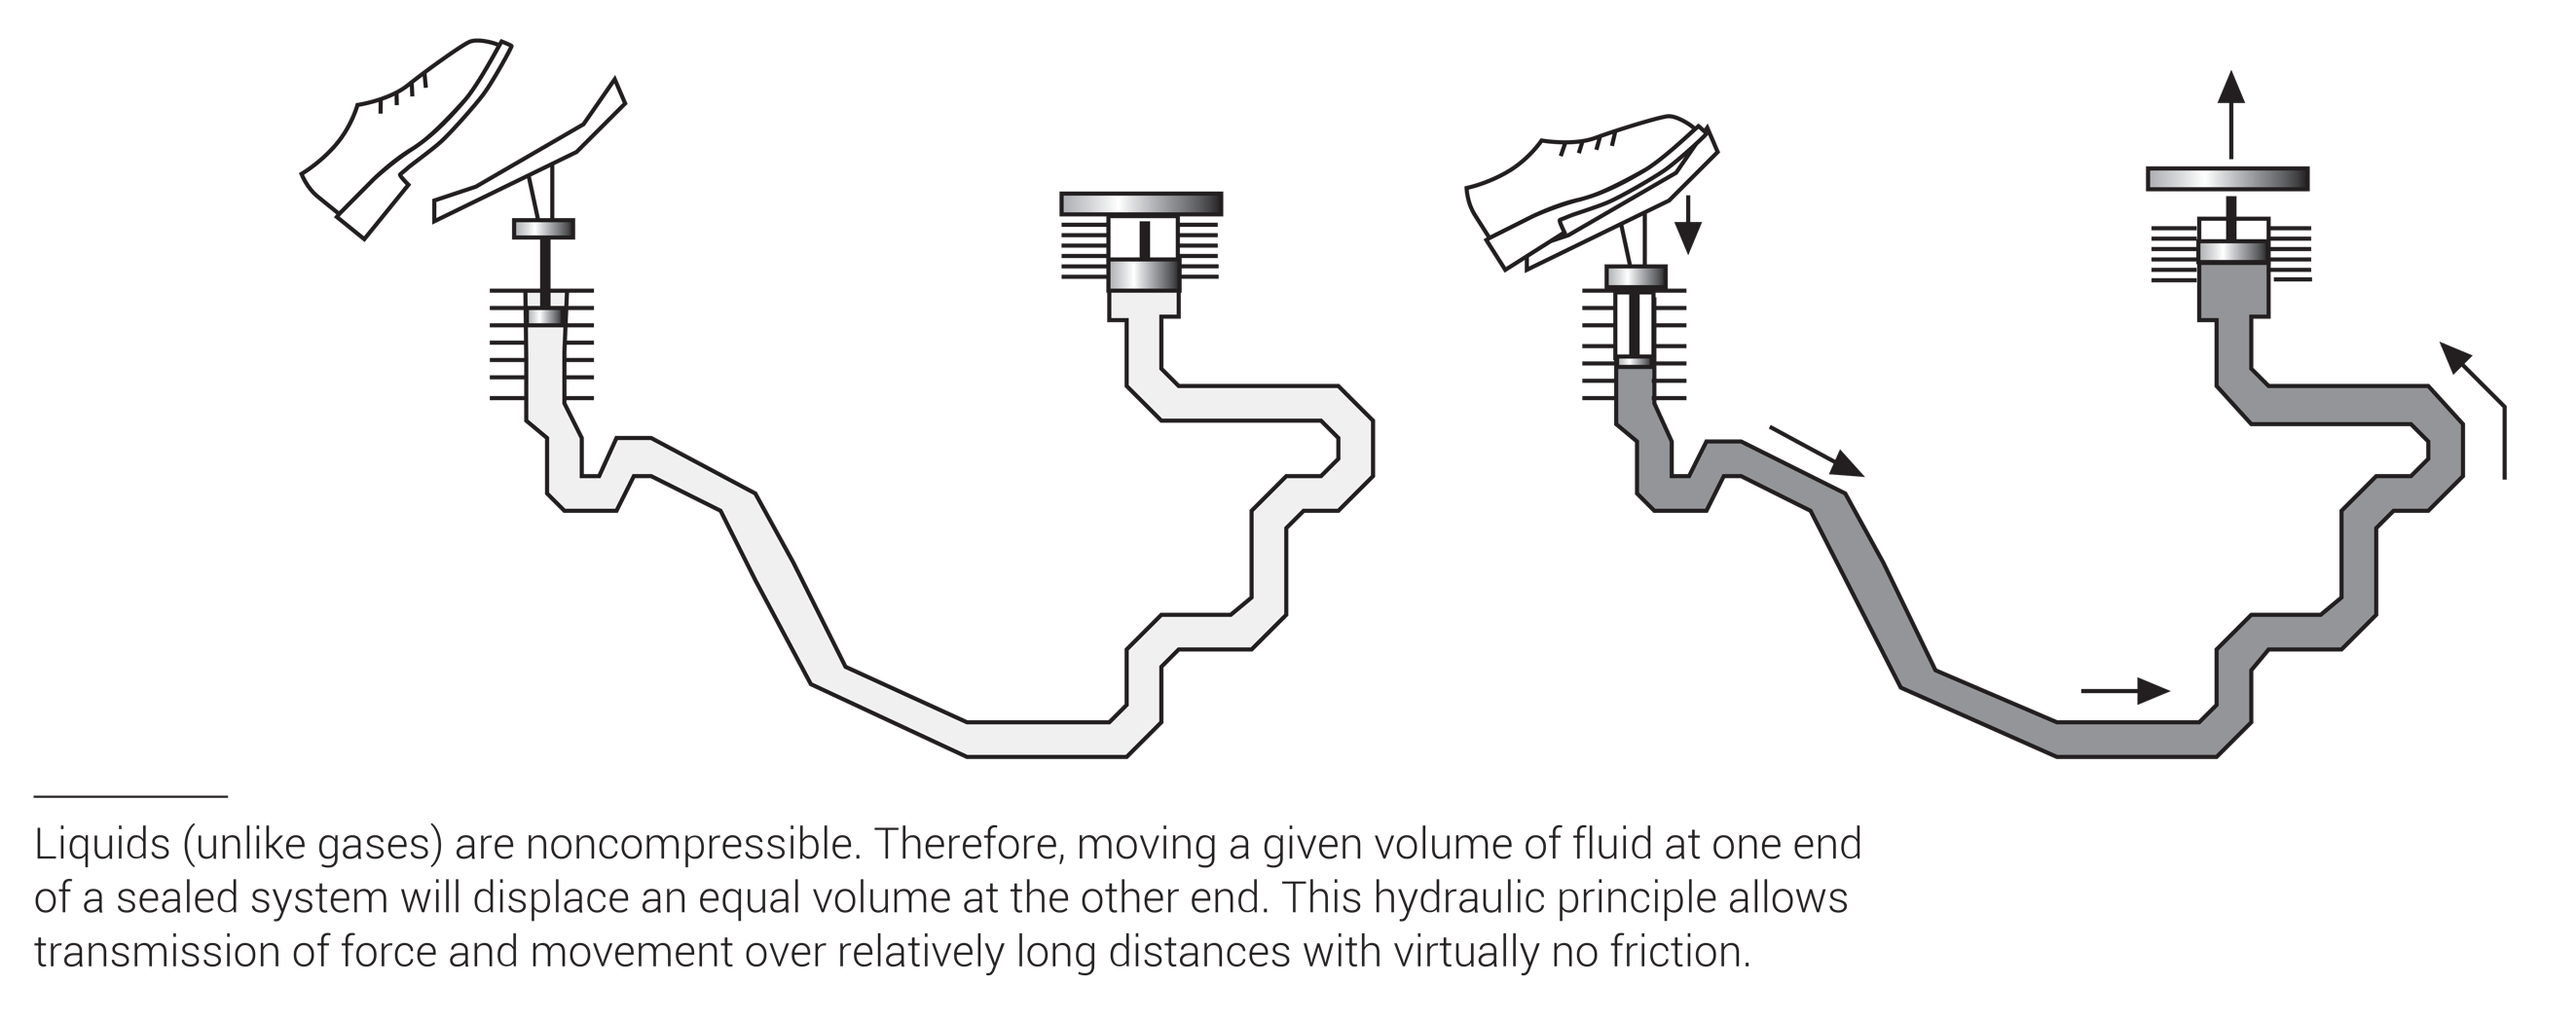 Liquids (unlike gases) are noncompressible. Therefore, moving a given volume of fluid at one end
of a sealed system will displace an equal volume at the other end. This hydraulic principle allows
transmission of force and movement over relatively long distances with virtually no friction.